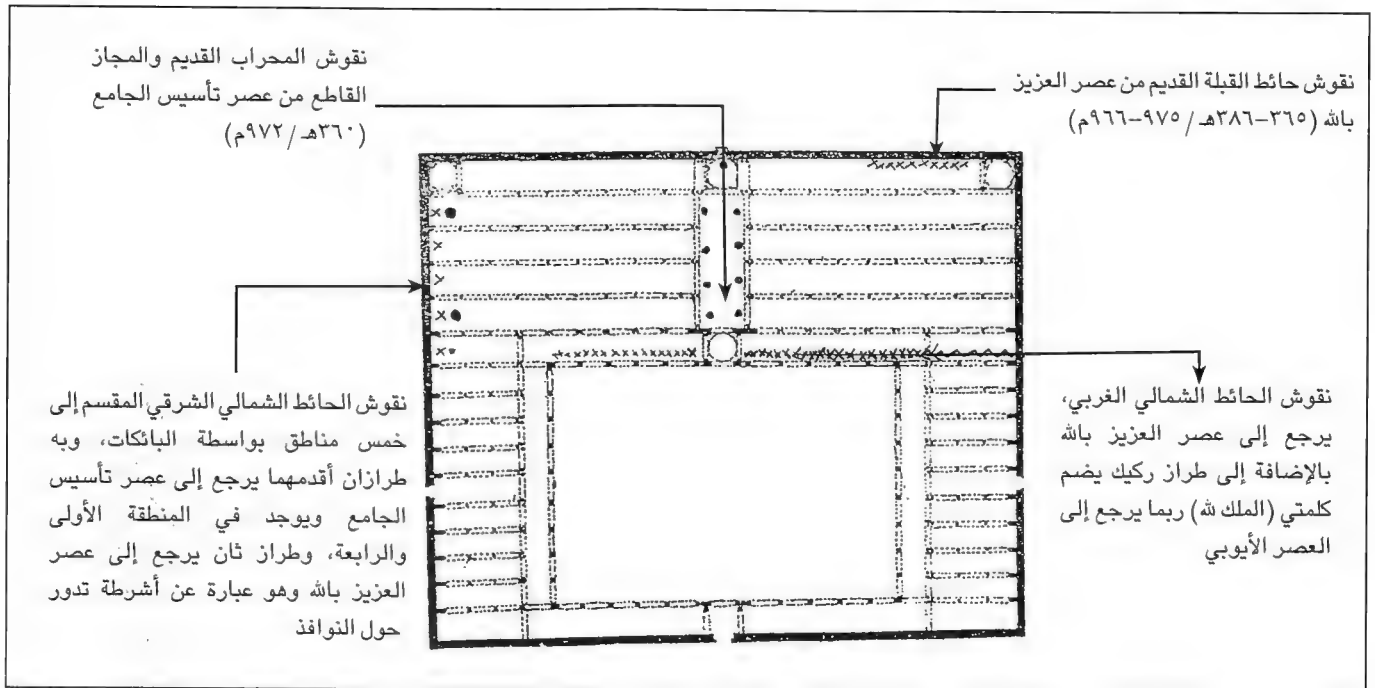 نقوش حائط القبلة القديم من عصر العزيز
بالله (٣٦٥–٣٨٦هـ / ٩٧٥–٩٦٦م)
نقوش المحراب القديم والمجاز
القاطع من عصر تأسيس الجامع
(٣٦٠هـ / ٩٧٢م)
نقوش الحائط الشمالي الغربي،
يرجع إلى عصر العزيز بالله
بالإضافة إلى طراز ركيك يضم
كلمتي (الملك لله) ربما يرجع إلى
العصر الأيوبي
نقوش الحائط الشمالي الشرقي المقسم إلى
خمس مناطق بواسطة البائكات، وبه
طرازان أقدمهما يرجع إلى عصر تأسيس
الجامع ويوجد في المنطقة الأولى
والرابعة، وطراز ثان يرجع إلى عصر
العزيز بالله وهو عبارة عن أشرطة تدور
حول النوافذ